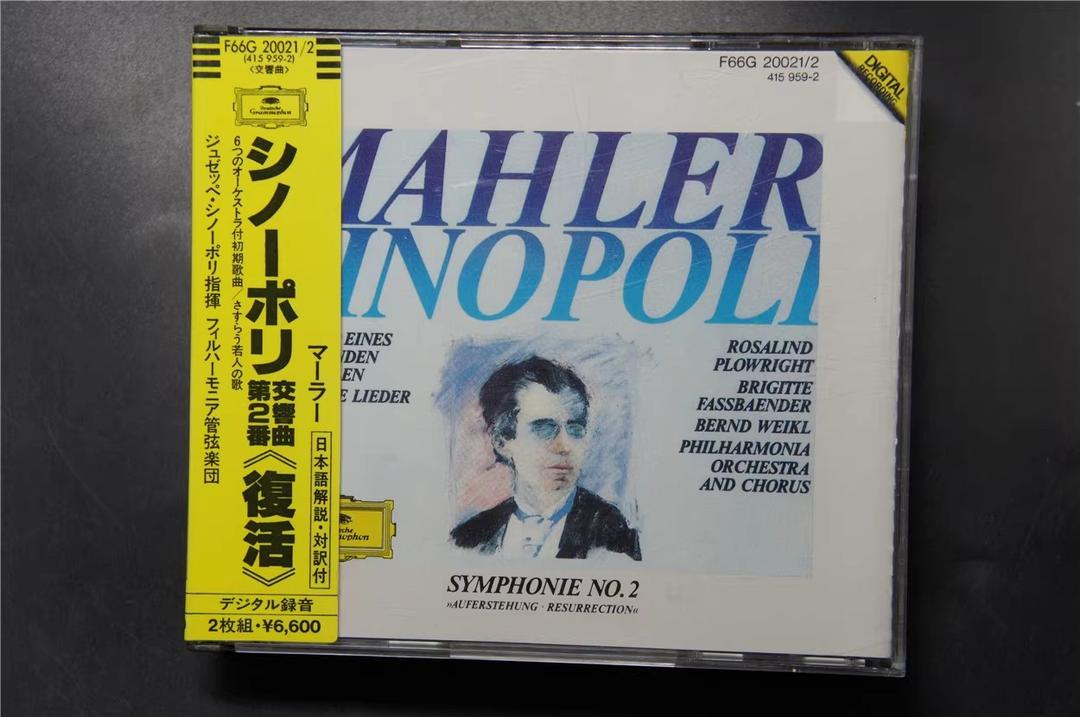 F66G 20021/2
(415 959-2)
〈交響曲〉
Deutsche
Grammophon
マーラー
シノーポリ
交響曲
第2番
《復活》
6つのオーケストラ付初期歌曲/さすらう若人の歌
ジュゼッペ・シノーポリ指揮 フィルハーモニア管弦楽団
日本語解説・対訳付
デジタル録音
2枚組・¥6,600
F66G 20021/2
415 959-2
DIGITAL
RECORDING
MAHLER
INOPOLI
EINES
NDEN
EN
E LIEDER
ROSALIND
PLOWRIGHT
BRIGITTE
FASSBAENDER
BERND WEIKL
PHILHARMONIA
ORCHESTRA
AND CHORUS
sche
mophon
SYMPHONIE NO. 2
»AUFERSTEHUNG · RESURRECTION«